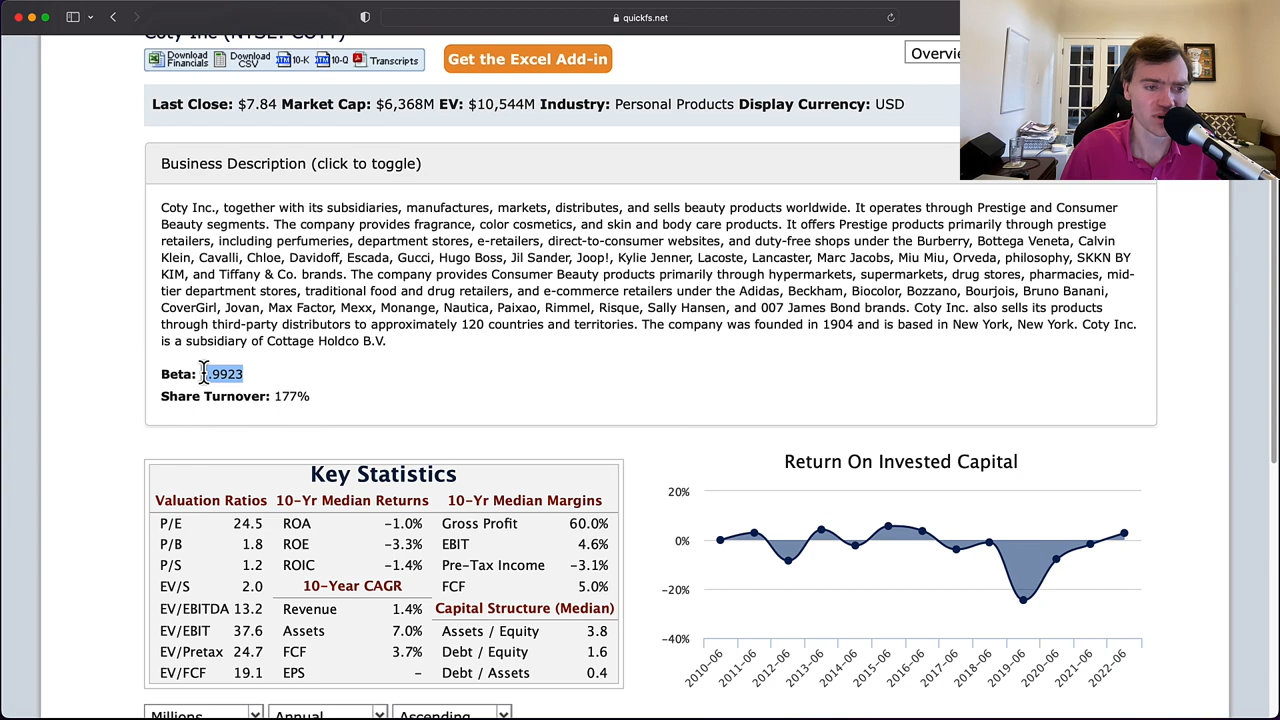 quickfs.net
Coty Inc (NYSE: COTY)
Download Financials Download CSV 10-K 10-Q Transcripts
Get the Excel Add-in
Overvie
Last Close: $7.84 Market Cap: $6,368M EV: $10,544M Industry: Personal Products Display Currency: USD
Business Description (click to toggle)
Coty Inc., together with its subsidiaries, manufactures, markets, distributes, and sells beauty products worldwide. It operates through Prestige and Consumer
Beauty segments. The company provides fragrance, color cosmetics, and skin and body care products. It offers Prestige products primarily through prestige
retailers, including perfumeries, department stores, e-retailers, direct-to-consumer websites, and duty-free shops under the Burberry, Bottega Veneta, Calvin
Klein, Cavalli, Chloe, Davidoff, Escada, Gucci, Hugo Boss, Jil Sander, Joop!, Kylie Jenner, Lacoste, Lancaster, Marc Jacobs, Miu Miu, Orveda, philosophy, SKKN BY
KIM, and Tiffany & Co. brands. The company provides Consumer Beauty products primarily through hypermarkets, supermarkets, drug stores, pharmacies, mid-
tier department stores, traditional food and drug retailers, and e-commerce retailers under the Adidas, Beckham, Biocolor, Bozzano, Bourjois, Bruno Banani,
CoverGirl, Jovan, Max Factor, Mexx, Monange, Nautica, Paixao, Rimmel, Risque, Sally Hansen, and 007 James Bond brands. Coty Inc. also sells its products
through third-party distributors to approximately 120 countries and territories. The company was founded in 1904 and is based in New York, New York. Coty Inc.
is a subsidiary of Cottage Holdco B.V.
Beta: .9923
Share Turnover: 177%
Key Statistics
Valuation Ratios 10-Yr Median Returns 10-Yr Median Margins
P/E 24.5 ROA -1.0% Gross Profit 60.0%
P/B 1.8 ROE -3.3% EBIT 4.6%
P/S 1.2 ROIC -1.4% Pre-Tax Income -3.1%
EV/S 2.0 10-Year CAGR FCF 5.0%
EV/EBITDA 13.2 Revenue 1.4% Capital Structure (Median)
EV/EBIT 37.6 Assets 7.0% Assets / Equity 3.8
EV/Pretax 24.7 FCF 3.7% Debt / Equity 1.6
EV/FCF 19.1 EPS - Debt / Assets 0.4
Return On Invested Capital
20%
0%
-20%
-40%
2010-06 2011-06 2012-06 2013-06 2014-06 2015-06 2016-06 2017-06 2018-06 2019-06 2020-06 2021-06 2022-06
Millions Annual Ascending